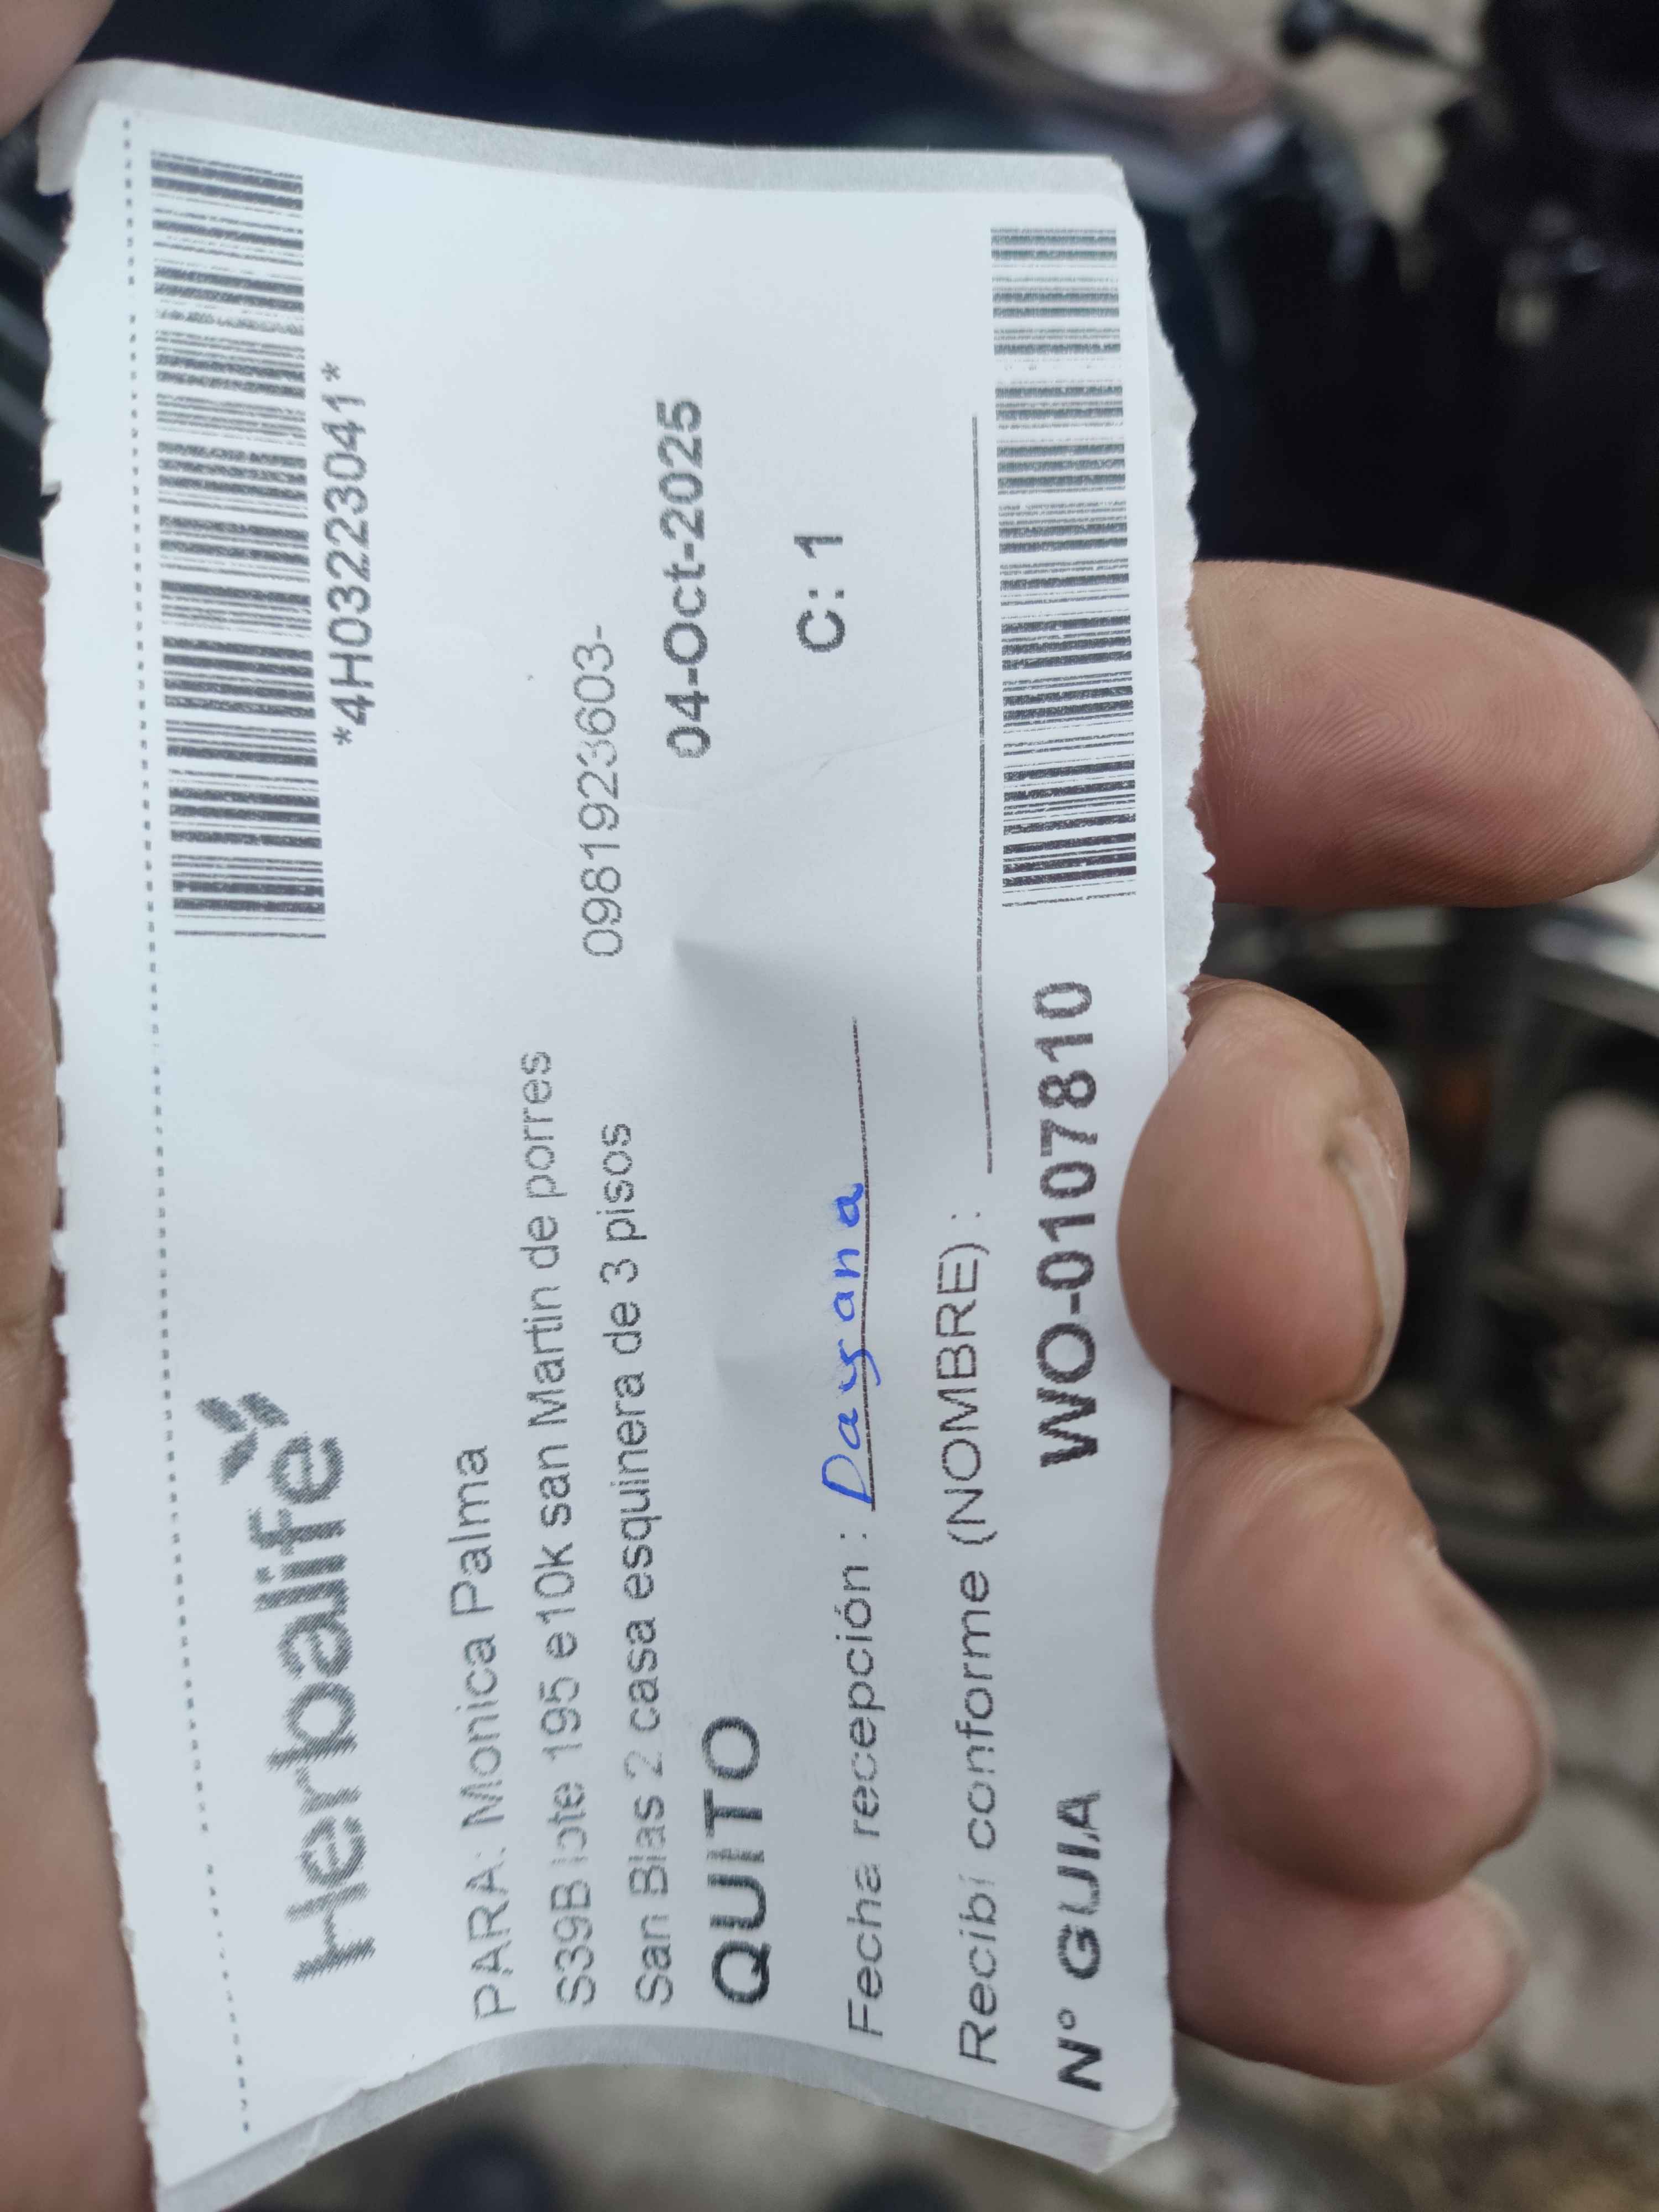 Herbalife
*4H03223041*
PARA: Monica Palma
S39B lote 195 e10k san Martin de porres
San Blas 2 casa esquinera de 3 pisos
0981923603-
QUITO
04-Oct-2025
Fecha recepción : Dayana
C: 1
Recibí conforme (NOMBRE) :
N° GUIA WO-0107810